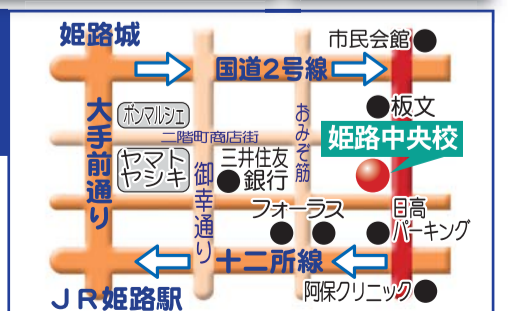 姫路城
市民会館
国道2号線
大手前通り
ボンマルシェ
おみぞ筋
板文
二階町商店街
姫路中央校
ヤマト
ヤシキ
御幸通り
三井住友
銀行
フォーラス
日高
パーキング
十二所線
JR姫路駅
阿保クリニック